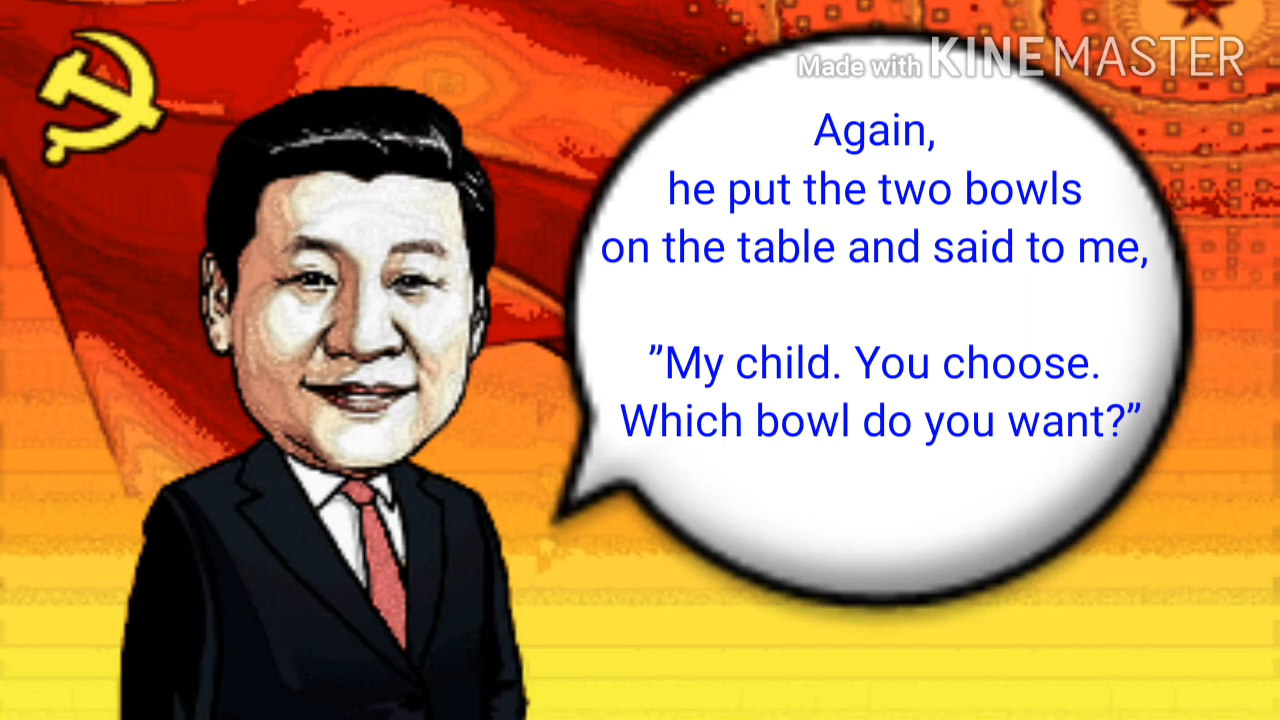 Made with KINEMASTER
Again,
he put the two bowls
on the table and said to me,
”My child. You choose.
Which bowl do you want?”